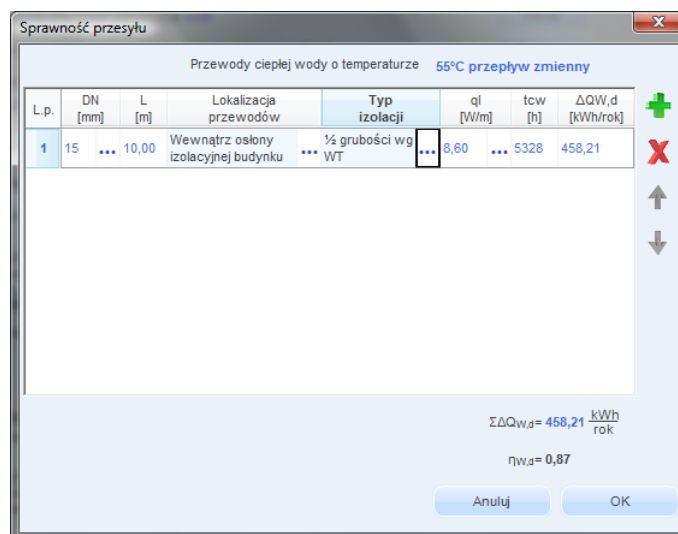 Sprawność przesyłu
Przewody ciepłej wody o temperaturze 55°C przepływ zmienny
L.p. DN [mm] L [m] Lokalizacja przewodów Typ izolacji ql [W/m] tcw [h] ΔQW,d [kWh/rok]
1 15 ... 10,00 Wewnątrz osłony izolacyjnej budynku ... ½ grubości wg WT ... 8,60 ... 5328 458,21
ΣΔQW,d= 458,21 kWh/rok
ηW,d= 0,87
Anuluj OK